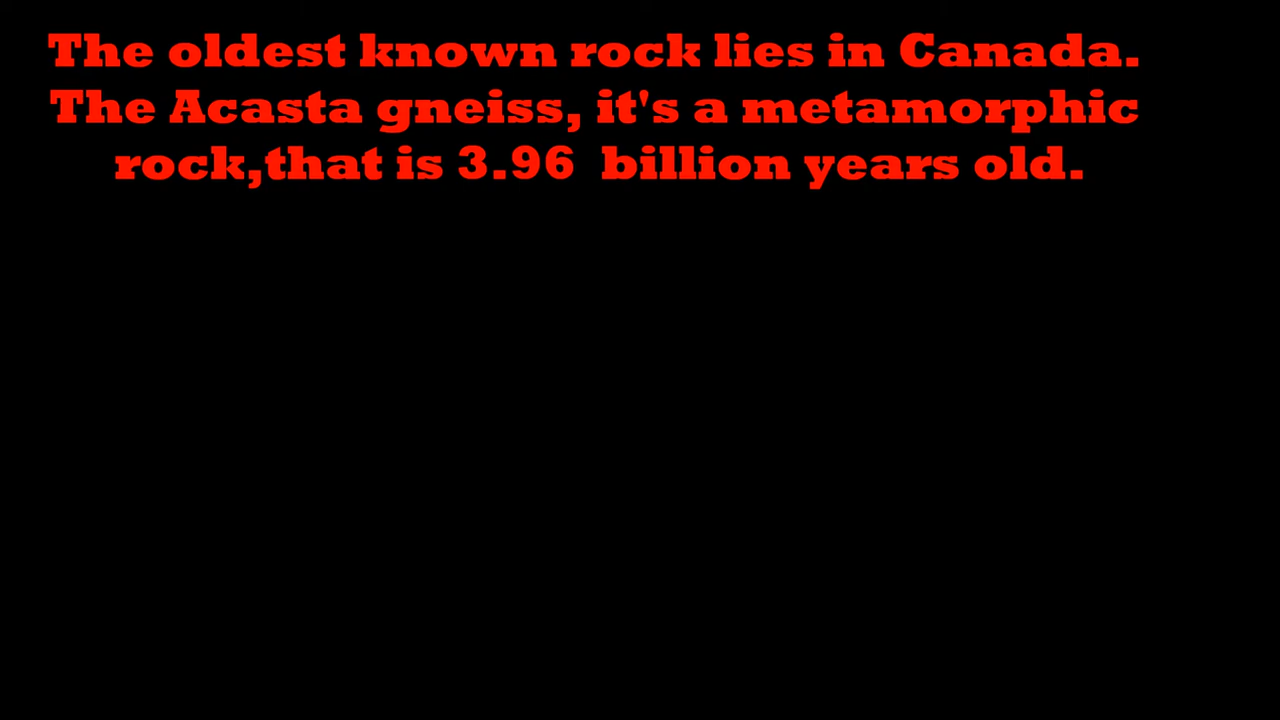 The oldest known rock lies in Canada.
The Acasta gneiss, it's a metamorphic
rock,that is 3.96  billion years old.